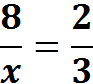 8/x = 2/3